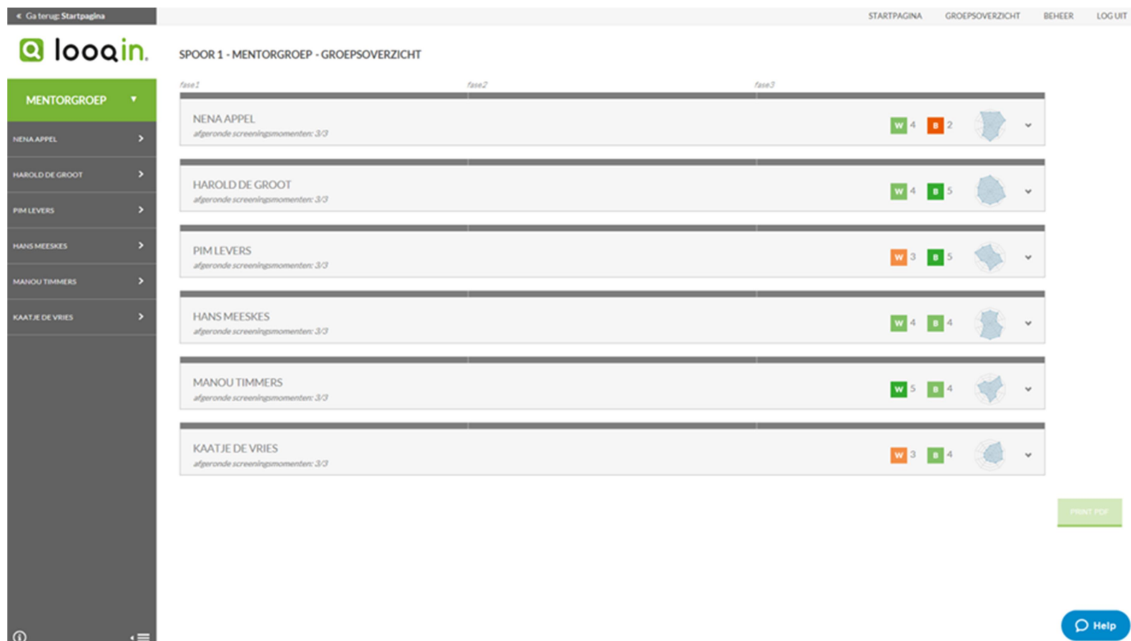 « Ga terug: Startpagina
STARTPAGINA GROEPSOVERZICHT BEHEER LOG UIT
looqin.
SPOOR 1 - MENTORGROEP - GROEPSOVERZICHT
MENTORGROEP
NENA APPEL
HAROLD DE GROOT
PIM LEVERS
HANS MEESKES
MANOU TIMMERS
KAATJE DE VRIES
fase1 fase2 fase3
NENA APPEL
afgeronde screeningsmomenten: 3/3
W 4 B 2
HAROLD DE GROOT
afgeronde screeningsmomenten: 3/3
W 4 B 5
PIM LEVERS
afgeronde screeningsmomenten: 3/3
W 3 B 5
HANS MEESKES
afgeronde screeningsmomenten: 3/3
W 4 B 4
MANOU TIMMERS
afgeronde screeningsmomenten: 3/3
W 5 B 4
KAATJE DE VRIES
afgeronde screeningsmomenten: 3/3
W 3 B 4
PRINT PDF
Help